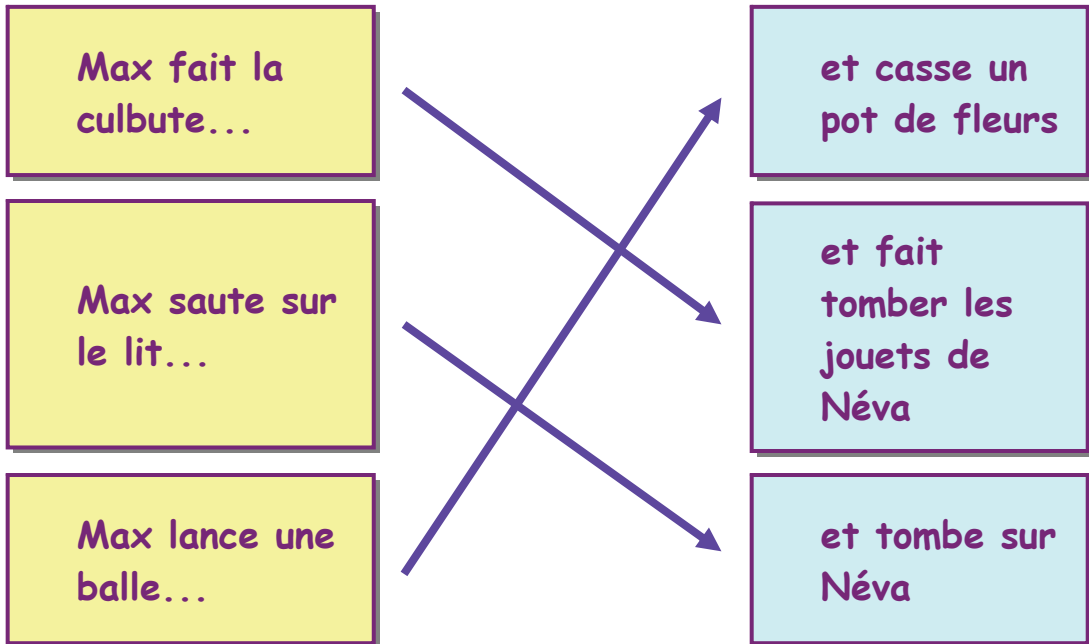 Max fait la
culbute...
et casse un
pot de fleurs
Max saute sur
le lit...
et fait
tomber les
jouets de
Néva
Max lance une
balle...
et tombe sur
Néva